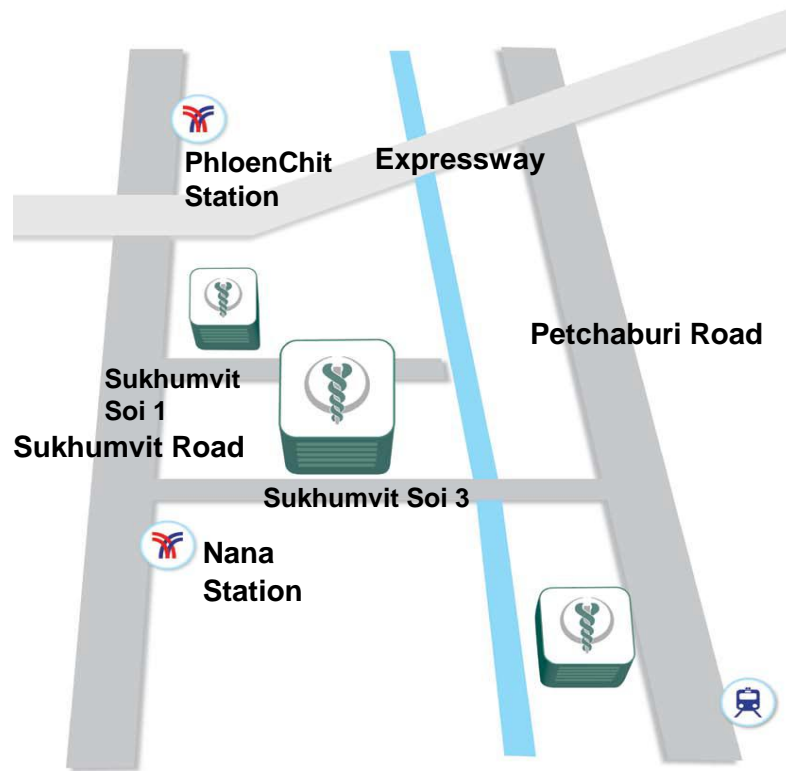 PhloenChit
Station
Expressway
Petchaburi Road
Sukhumvit
Soi 1
Sukhumvit Road
Sukhumvit Soi 3
Nana
Station